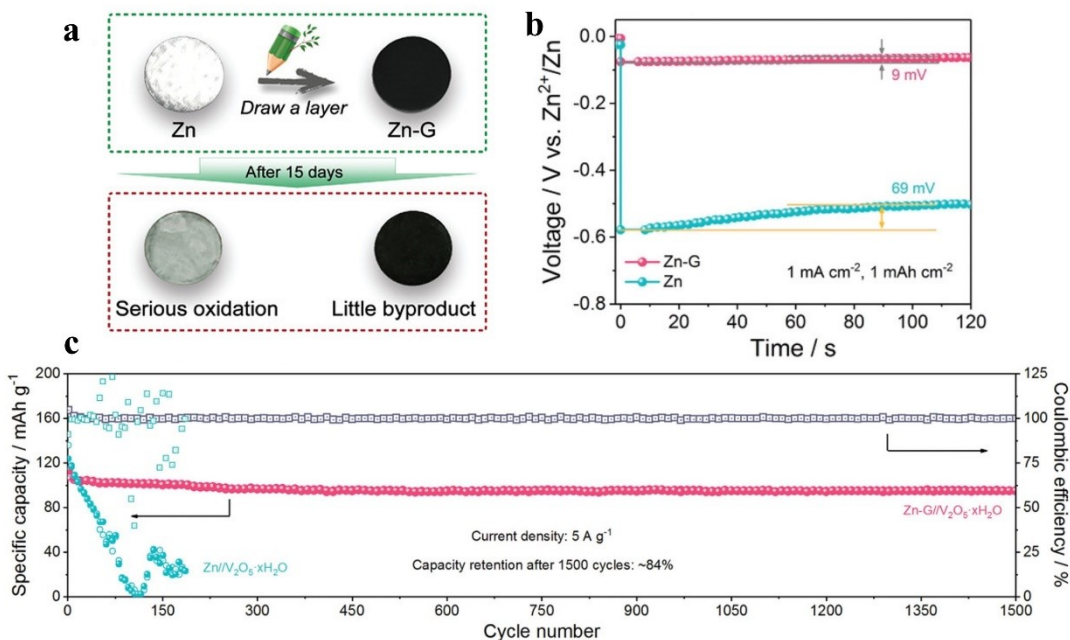 a
Zn
Draw a layer
Zn-G
After 15 days
Serious oxidation
Little byproduct
b
Voltage / V vs. Zn²⁺/Zn
0.0
-0.2
-0.4
-0.6
-0.8
9 mV
69 mV
Zn-G
Zn
1 mA cm⁻², 1 mAh cm⁻²
0 20 40 60 80 100 120
Time / s
c
Specific capacity / mAh g⁻¹
200
160
120
80
40
0
Zn//V₂O₅·xH₂O
Current density: 5 A g⁻¹
Capacity retention after 1500 cycles: ~84%
Zn-G//V₂O₅·xH₂O
125
100
75
50
25
0
Coulombic efficiency / %
0 150 300 450 600 750 900 1050 1200 1350 1500
Cycle number